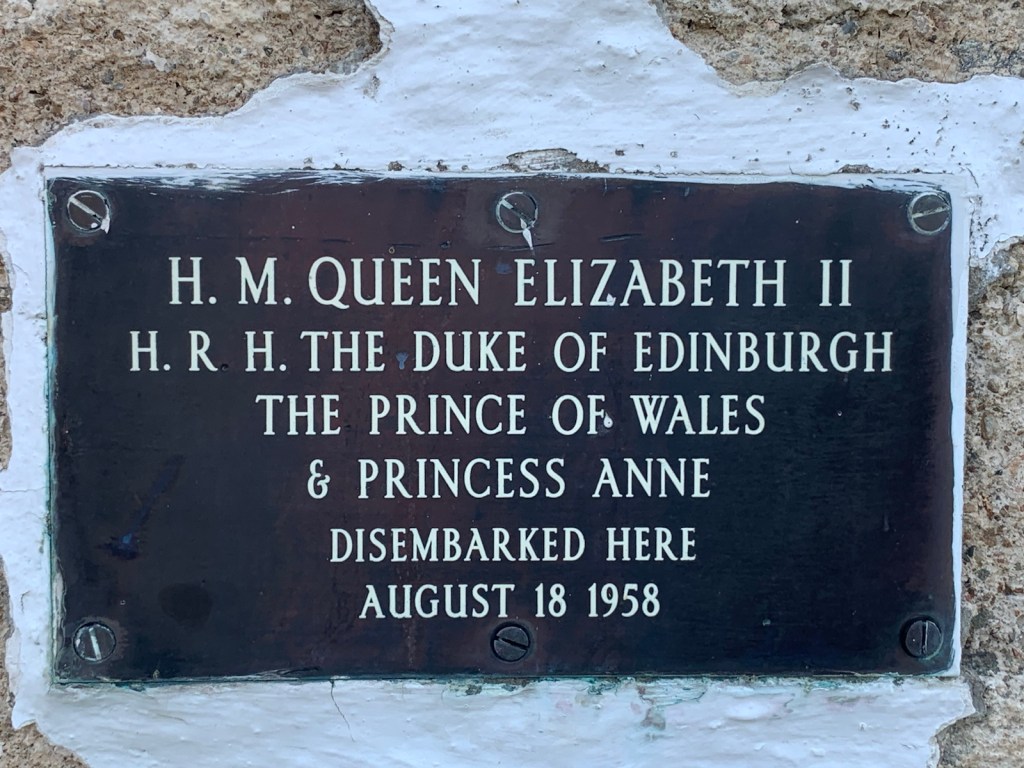 H. M. QUEEN ELIZABETH II
H. R. H. THE DUKE OF EDINBURGH
THE PRINCE OF WALES
& PRINCESS ANNE
DISEMBARKED HERE
AUGUST 18 1958